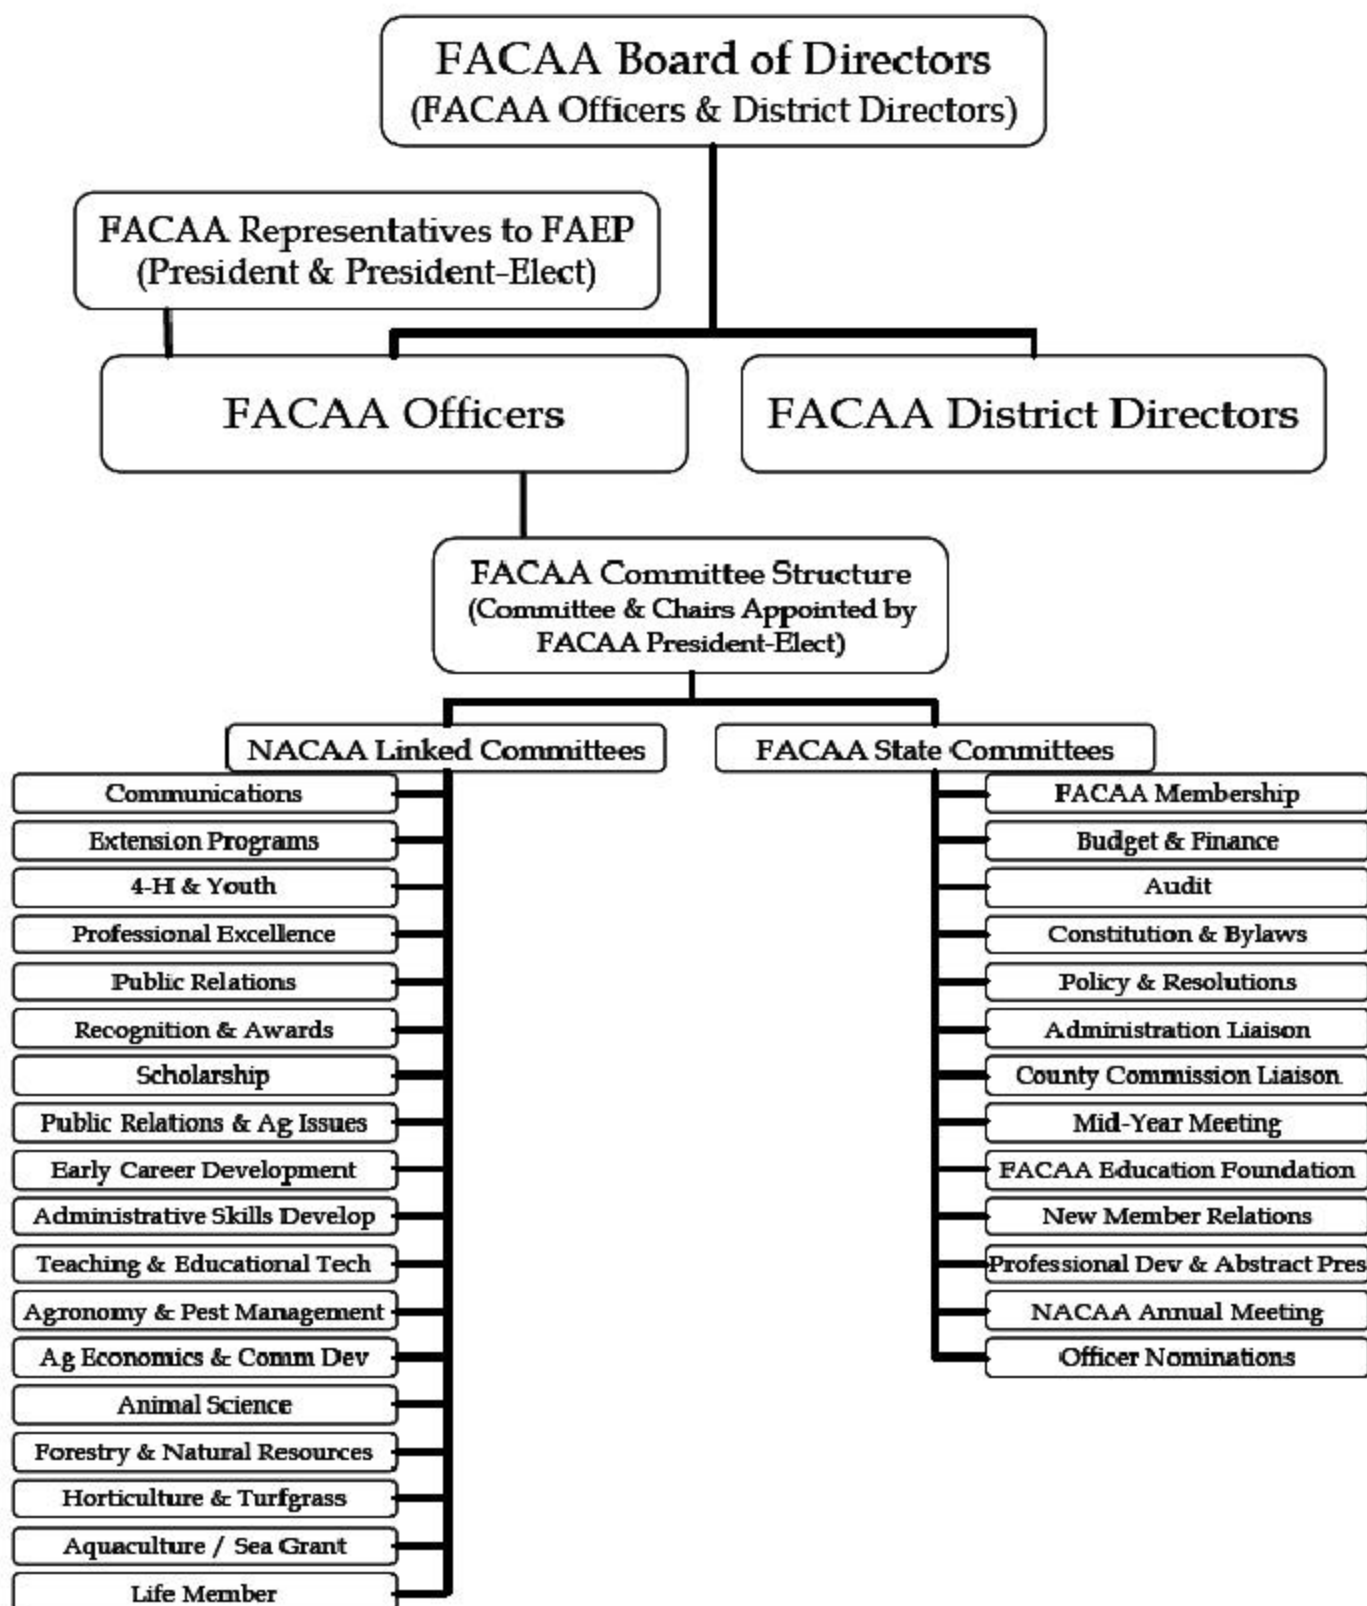 FACAA Board of Directors
(FACAA Officers & District Directors)
FACAA Representatives to FAEP
(President & President-Elect)
FACAA Officers
FACAA District Directors
FACAA Committee Structure
(Committee & Chairs Appointed by
FACAA President-Elect)
NACAA Linked Committees
FACAA State Committees
Communications
Extension Programs
4-H & Youth
Professional Excellence
Public Relations
Recognition & Awards
Scholarship
Public Relations & Ag Issues
Early Career Development
Administrative Skills Develop
Teaching & Educational Tech
Agronomy & Pest Management
Ag Economics & Comm Dev
Animal Science
Forestry & Natural Resources
Horticulture & Turfgrass
Aquaculture / Sea Grant
Life Member
FACAA Membership
Budget & Finance
Audit
Constitution & Bylaws
Policy & Resolutions
Administration Liaison
County Commission Liaison
Mid-Year Meeting
FACAA Education Foundation
New Member Relations
Professional Dev & Abstract Pres
NACAA Annual Meeting
Officer Nominations